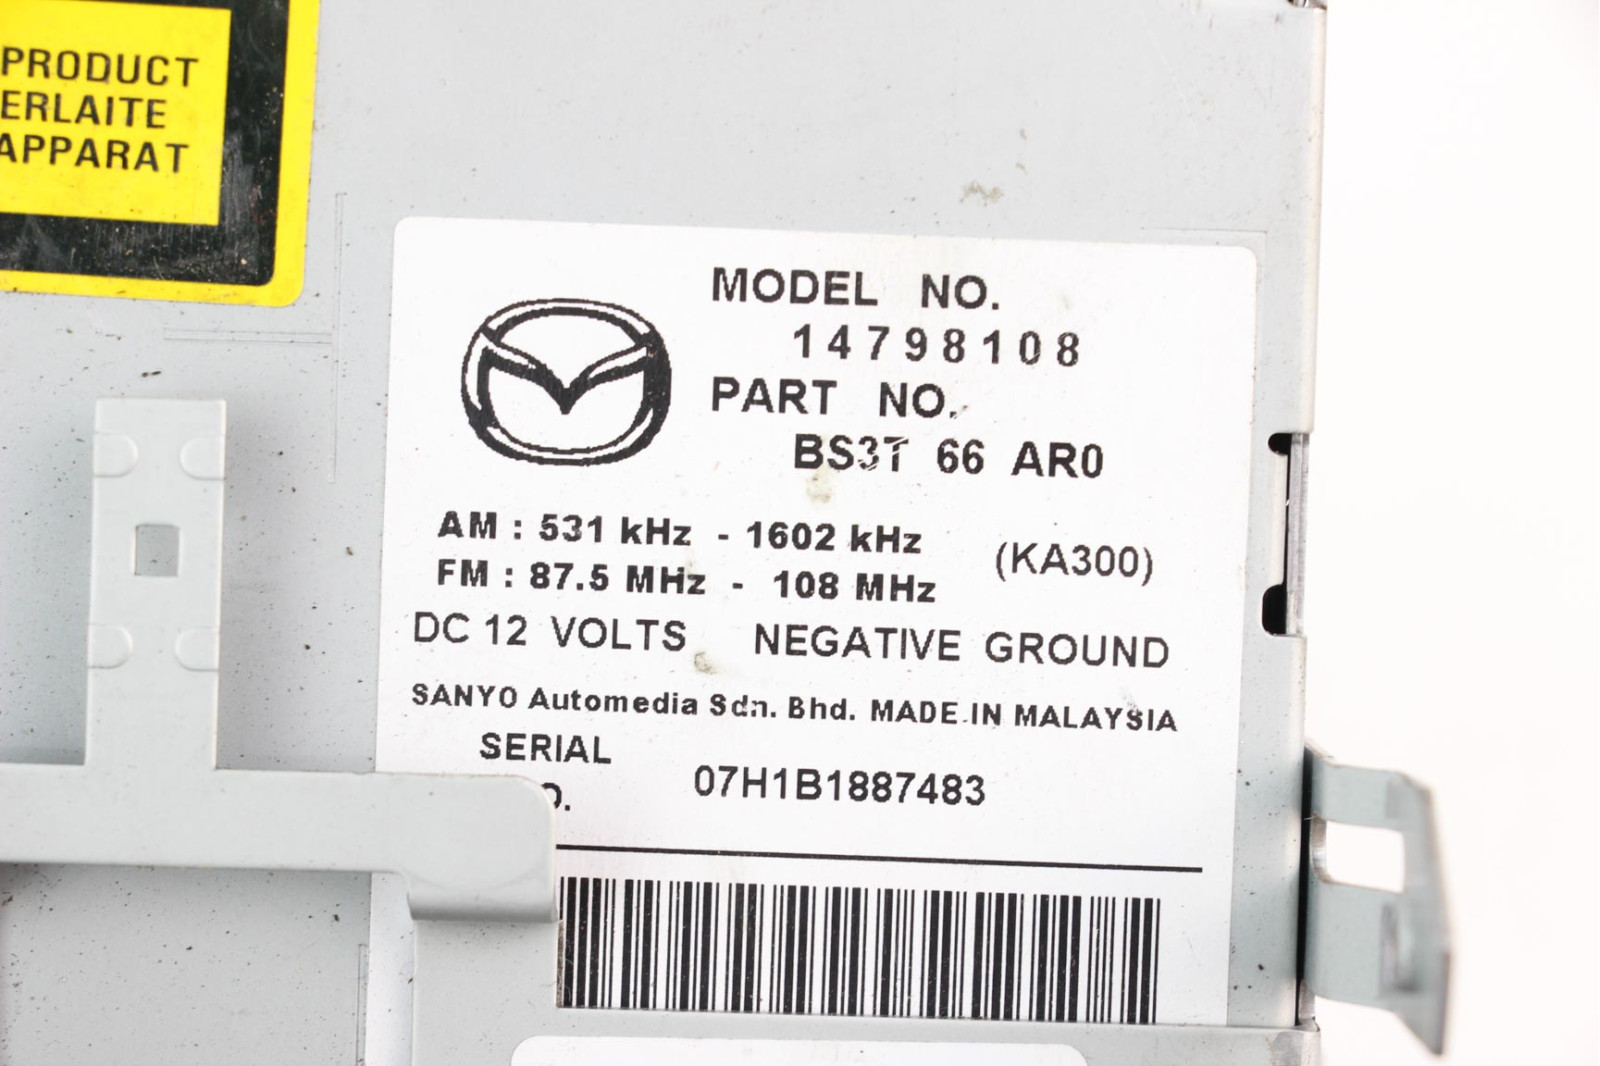 PRODUCT
ERLAITE
APPARAT
MODEL NO.
14798108
PART NO.
BS3T 66 AR0
AM : 531 kHz - 1602 kHz
(KA300)
FM : 87.5 MHz - 108 MHz
DC 12 VOLTS NEGATIVE GROUND
SANYO Automedia Sdn. Bhd. MADE IN MALAYSIA
SERIAL
O.
07H1B1887483